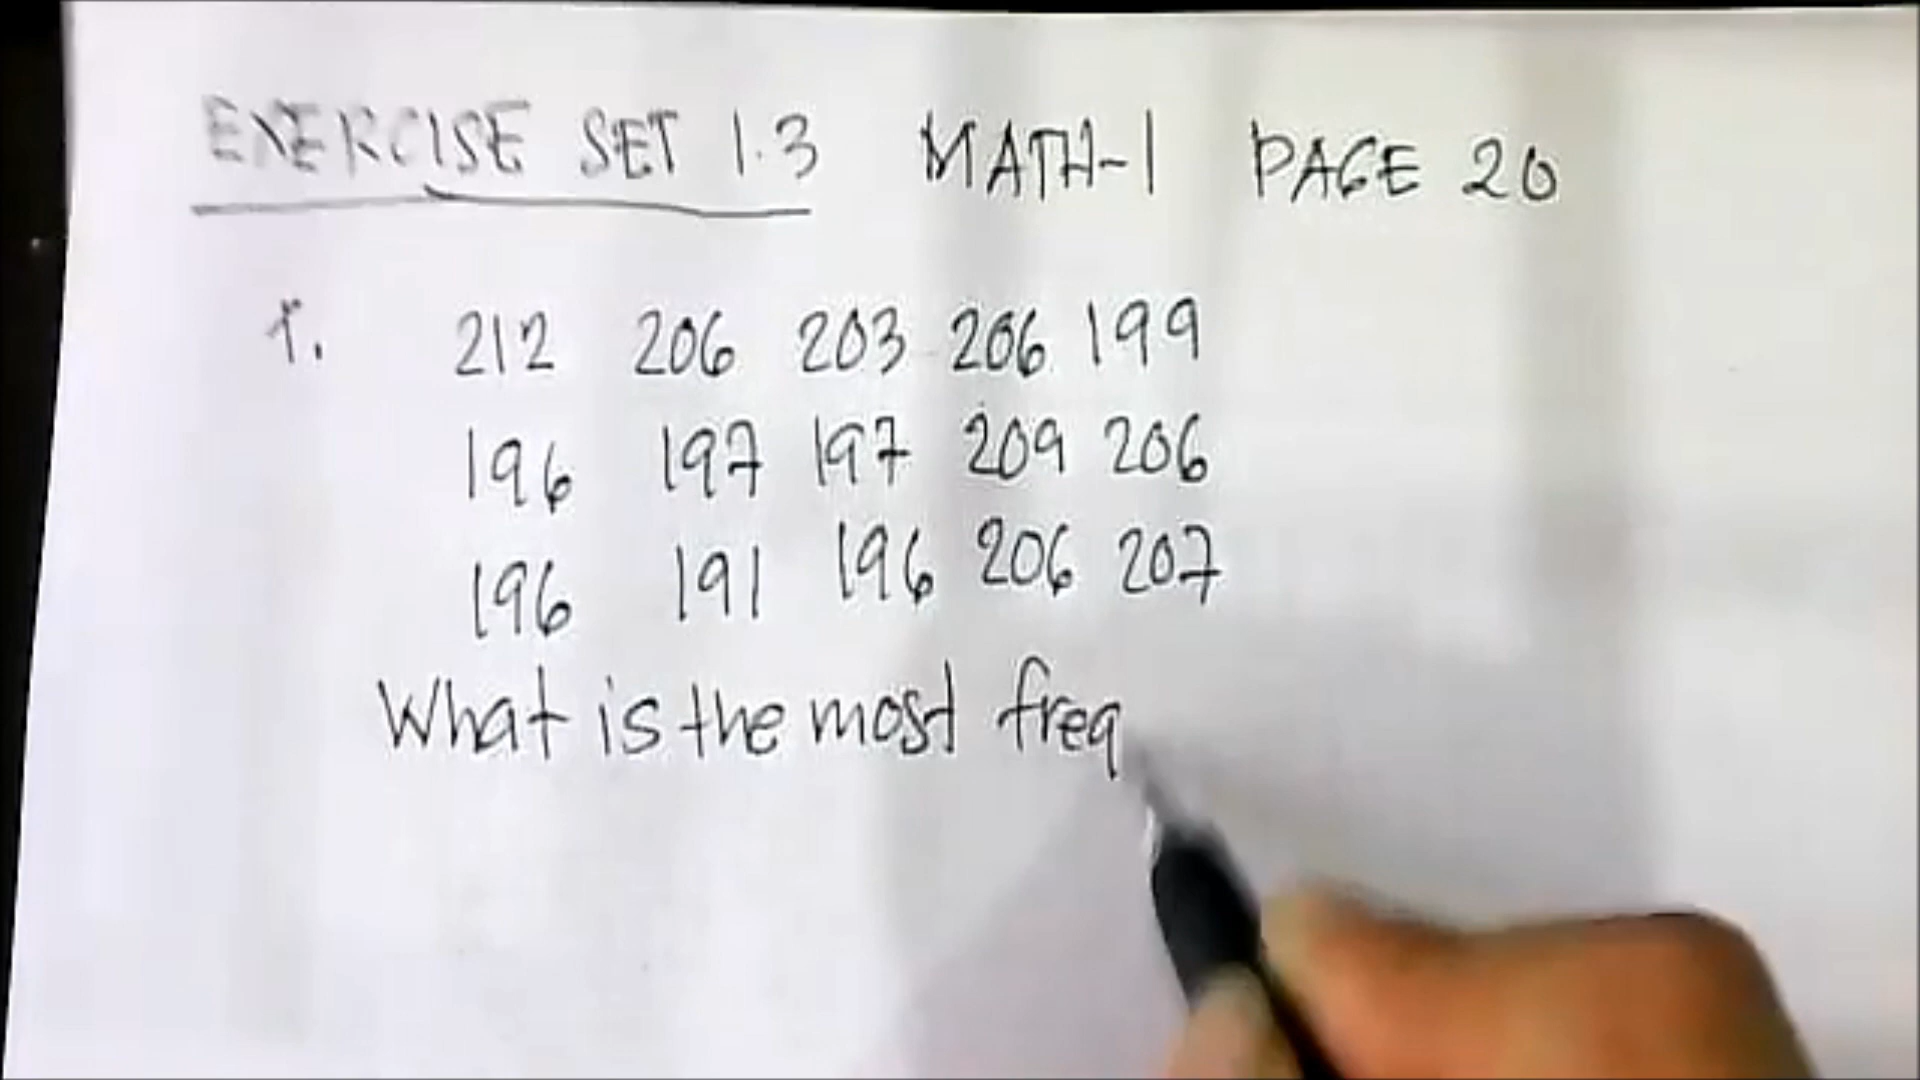 EXERCISE SET 1.3 MATH-1 PAGE 20
1. 212 206 203 206 199
196 197 197 209 206
196 191 196 206 207
What is the most freq